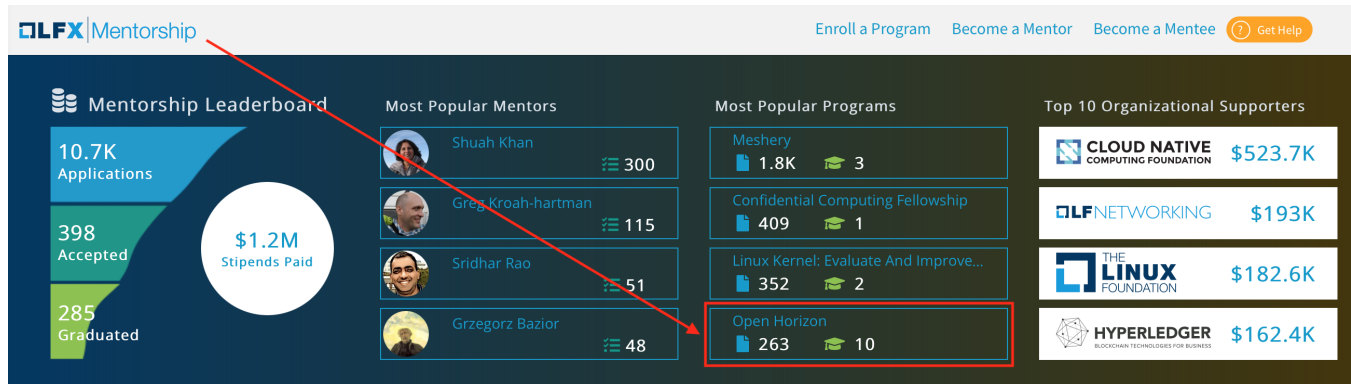 LFX Mentorship
Enroll a Program
Become a Mentor
Become a Mentee
? Get Help
Mentorship Leaderboard
10.7K
Applications
398
Accepted
285
Graduated
$1.2M
Stipends Paid
Most Popular Mentors
Shuah Khan
300
Greg Kroah-hartman
115
Sridhar Rao
51
Grzegorz Bazior
48
Most Popular Programs
Meshery
1.8K 3
Confidential Computing Fellowship
409 1
Linux Kernel: Evaluate And Improve...
352 2
Open Horizon
263 10
Top 10 Organizational Supporters
CLOUD NATIVE
COMPUTING FOUNDATION
$523.7K
LFNETWORKING
$193K
THE
LINUX
FOUNDATION
$182.6K
HYPERLEDGER
BLOCKCHAIN TECHNOLOGIES FOR BUSINESS
$162.4K